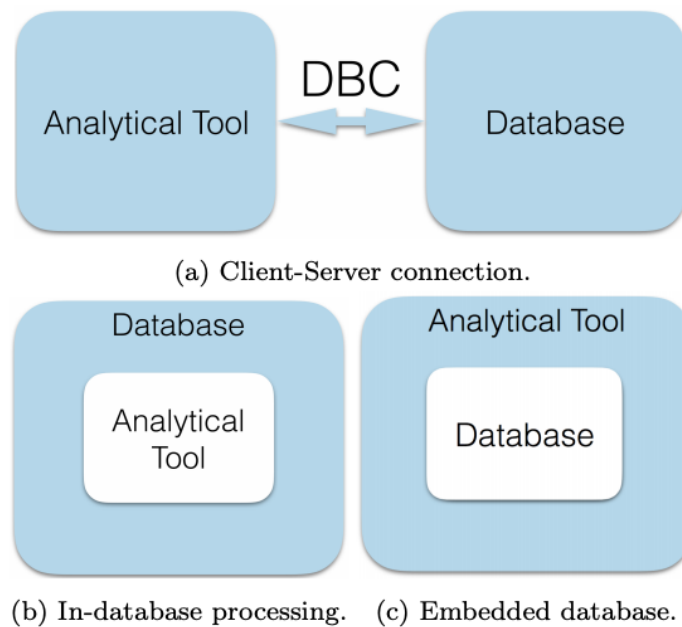 DBC
Analytical Tool
Database
(a) Client-Server connection.
Database
Analytical
Tool
(b) In-database processing.
Analytical Tool
Database
(c) Embedded database.